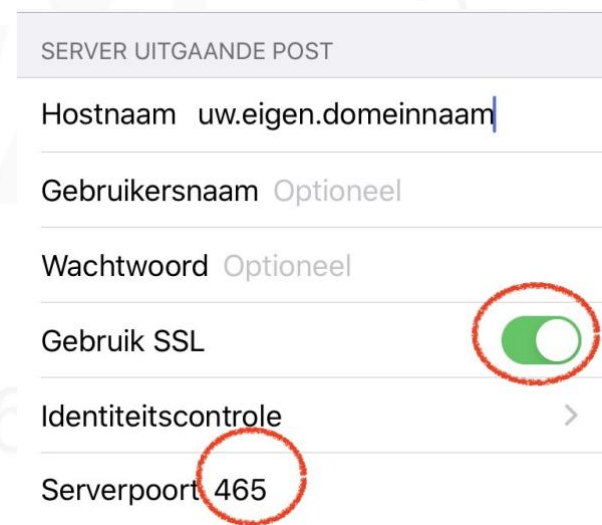 SERVER UITGAANDE POST
Hostnaam uw.eigen.domeinnaam
Gebruikersnaam Optioneel
Wachtwoord Optioneel
Gebruik SSL
Identiteitscontrole
Serverpoort 465